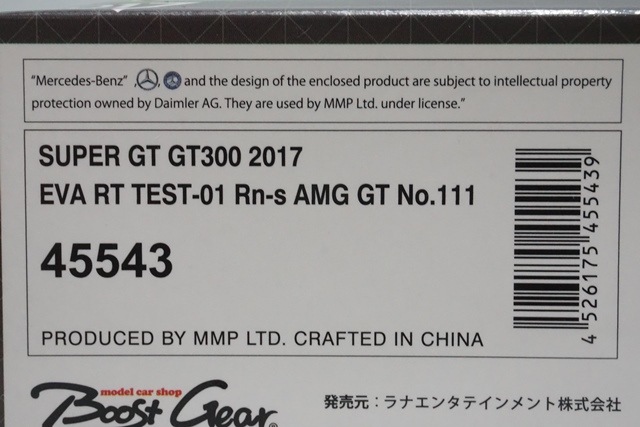 "Mercedes-Benz" , and the design of the enclosed product are subject to intellectual property
protection owned by Daimler AG. They are used by MMP Ltd. under license."
SUPER GT GT300 2017
EVA RT TEST-01 Rn-s AMG GT No.111
45543
4 526175 455439
PRODUCED BY MMP LTD. CRAFTED IN CHINA
model car shop
Boost Gear®
発売元：ラナエンタテインメント株式会社